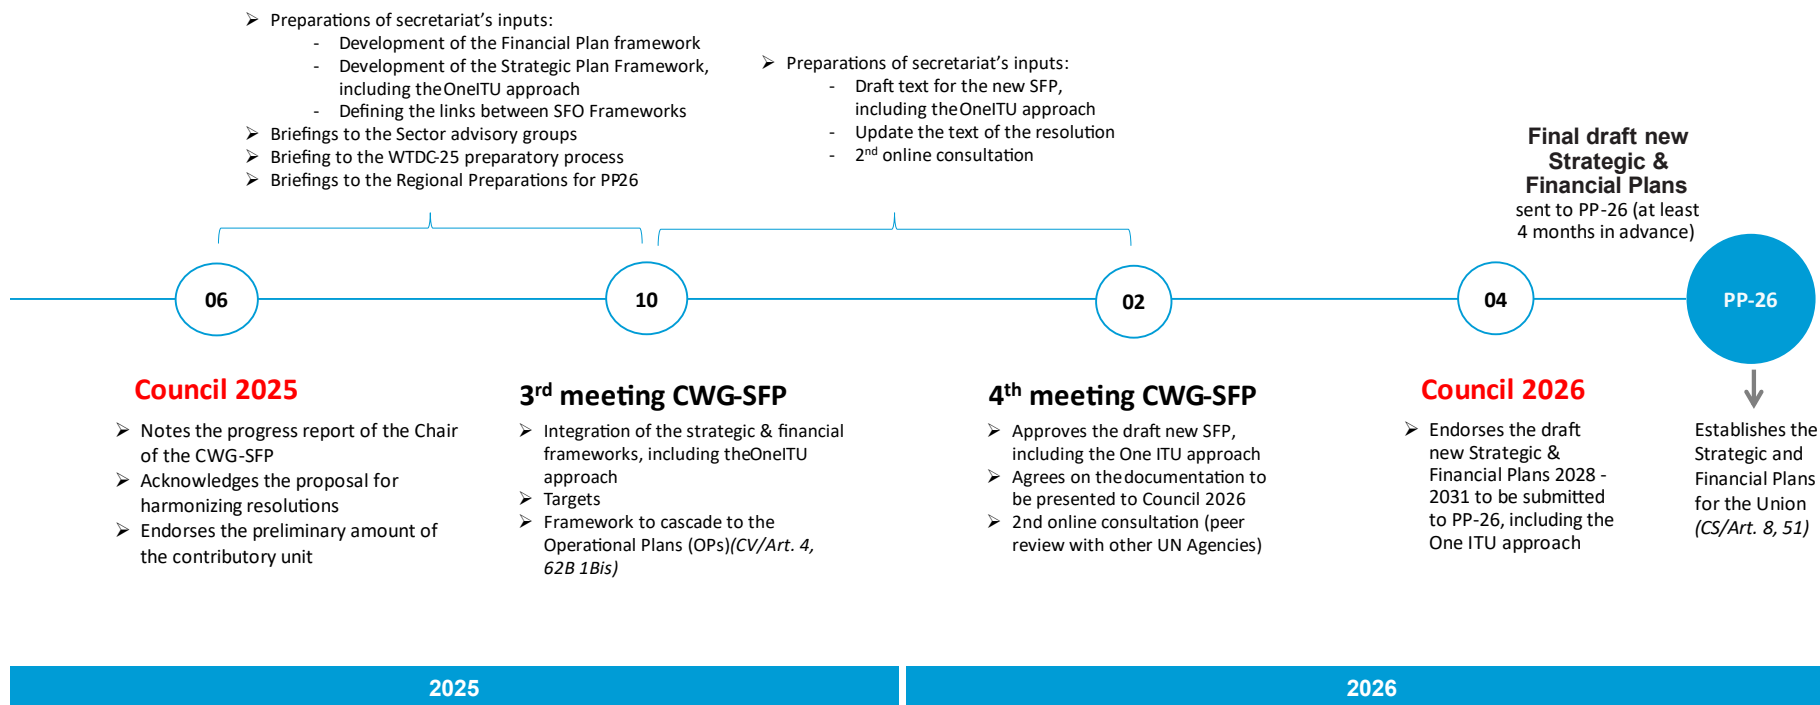 ➢ Preparations of secretariat's inputs:
- Development of the Financial Plan framework
- Development of the Strategic Plan Framework,
including theOneITU approach
- Defining the links between SFO Frameworks
➢ Briefings to the Sector advisory groups
➢ Briefing to the WTDC-25 preparatory process
➢ Briefings to the Regional Preparations for PP26
➢ Preparations of secretariat's inputs:
- Draft text for the new SFP,
including theOneITU approach
- Update the text of the resolution
- 2nd online consultation
Final draft new
Strategic &
Financial Plans
sent to PP-26 (at least
4 months in advance)
06
10
02
04
PP-26
Council 2025
➢ Notes the progress report of the Chair
of the CWG-SFP
➢ Acknowledges the proposal for
harmonizing resolutions
➢ Endorses the preliminary amount of
the contributory unit
3rd meeting CWG-SFP
➢ Integration of the strategic & financial
frameworks, including theOneITU
approach
➢ Targets
➢ Framework to cascade to the
Operational Plans (OPs)(CV/Art. 4,
62B 1Bis)
4th meeting CWG-SFP
➢ Approves the draft new SFP,
including the One ITU approach
➢ Agrees on the documentation to
be presented to Council 2026
➢ 2nd online consultation (peer
review with other UN Agencies)
Council 2026
➢ Endorses the draft
new Strategic &
Financial Plans 2028 -
2031 to be submitted
to PP-26, including the
One ITU approach
Establishes the
Strategic and
Financial Plans
for the Union
(CS/Art. 8, 51)
2025
2026